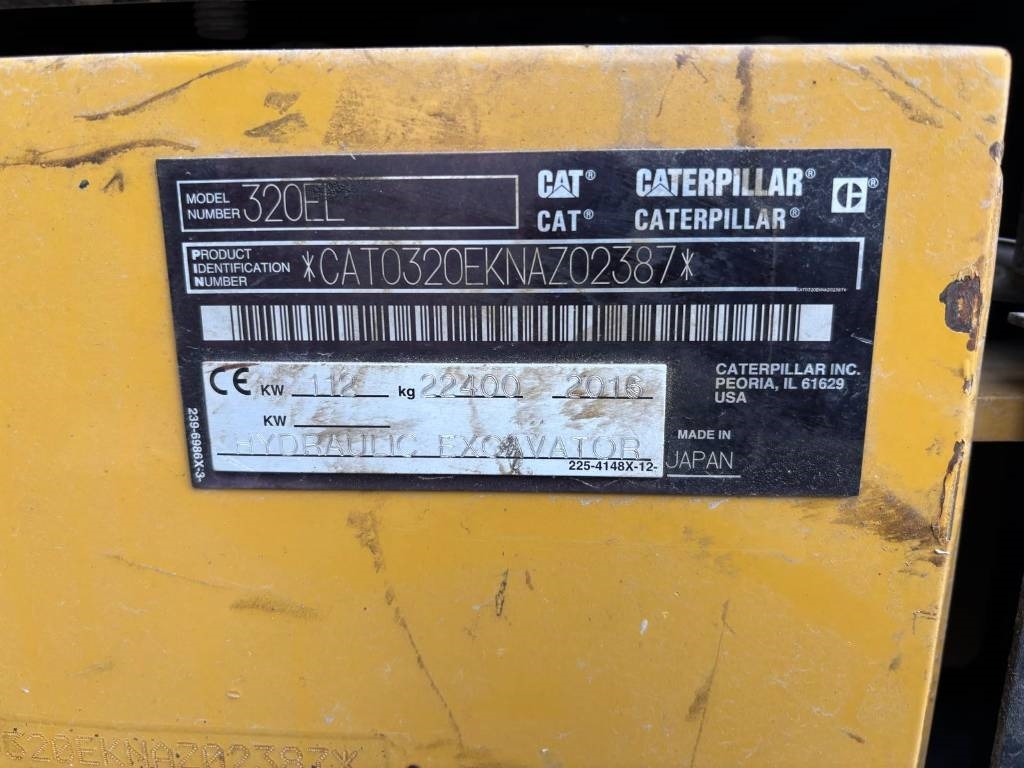 MODEL NUMBER 320EL
CAT® CATERPILLAR® ®
CAT® CATERPILLAR®
PRODUCT IDENTIFICATION NUMBER *CAT0320EKNAZ02387*
CAT0320EKNAZ02387
CE KW 112 kg 22400 2016
KW
HYDRAULIC EXCAVATOR
225-4148X-12-
239-6986X-3-
CATERPILLAR INC.
PEORIA, IL 61629
USA
MADE IN
JAPAN
320EKNAZ02387*